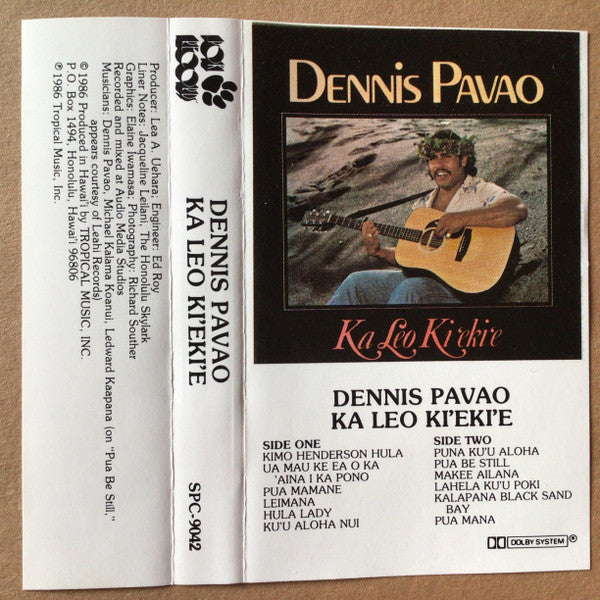 DENNIS PAVAO
Ka Leo Ki'eki'e
DENNIS PAVAO
KA LEO KI'EKI'E
SIDE ONE
KIMO HENDERSON HULA
UA MAU KE EA O KA
'AINA I KA PONO
PUA MAMANE
LEIMANA
HULA LADY
KU'U ALOHA NUI
SIDE TWO
PUNA KU'U ALOHA
PUA BE STILL
MAKEE AILANA
LAHELA KU'U POKI
KALAPANA BLACK SAND
BAY
PUA MANA
DOLBY SYSTEM
DENNIS PAVAO
KA LEO KI'EKI'E
SPC-9042
Producer: Lea A. Uehara; Engineer: Ed Roy
Liner Notes: Jacqueline Leilani; The Honolulu Skylark
Graphics: Elaine Iwamasa; Photography: Richard Souther
Recorded and mixed at Audio Media Studios
Musicians: Dennis Pavao, Michael Kalama Koanui, Ledward Kaapana (on "Pua Be Still,"
appears courtesy of Leahi Records)
© 1986 Produced in Hawai'i by TROPICAL MUSIC, INC.
P.O. Box 1494, Honolulu, Hawai'i 96806
℗ 1986 Tropical Music, Inc.